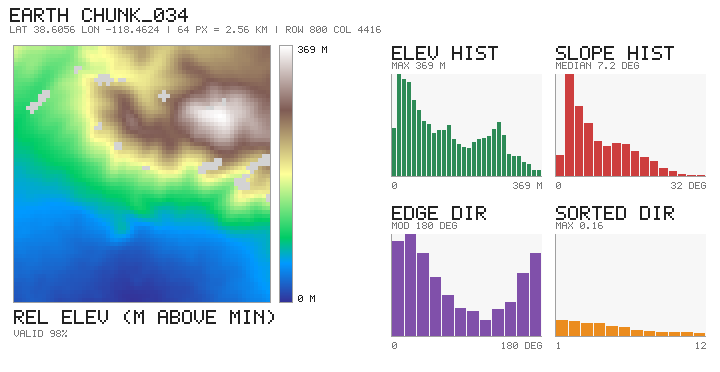 EARTH CHUNK_034
LAT 38.6056 LON -118.4624 | 64 PX = 2.56 KM | ROW 800 COL 4416
369 M
0 M
REL ELEV (M ABOVE MIN)
VALID 98%
ELEV HIST
MAX 369 M
0 369 M
SLOPE HIST
MEDIAN 7.2 DEG
0 32 DEG
EDGE DIR
MOD 180 DEG
0 180 DEG
SORTED DIR
MAX 0.16
1 12